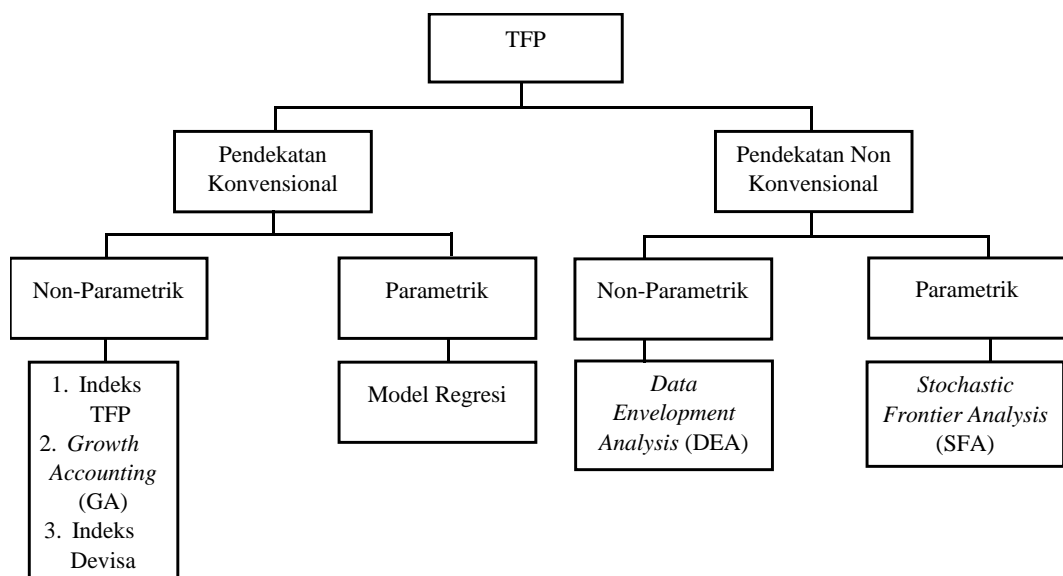 TFP
Pendekatan
Konvensional
Pendekatan Non
Konvensional
Non-Parametrik
Parametrik
Non-Parametrik
Parametrik
1. Indeks
TFP
2. Growth
Accounting
(GA)
3. Indeks
Devisa
Model Regresi
Data
Envelopment
Analysis (DEA)
Stochastic
Frontier Analysis
(SFA)